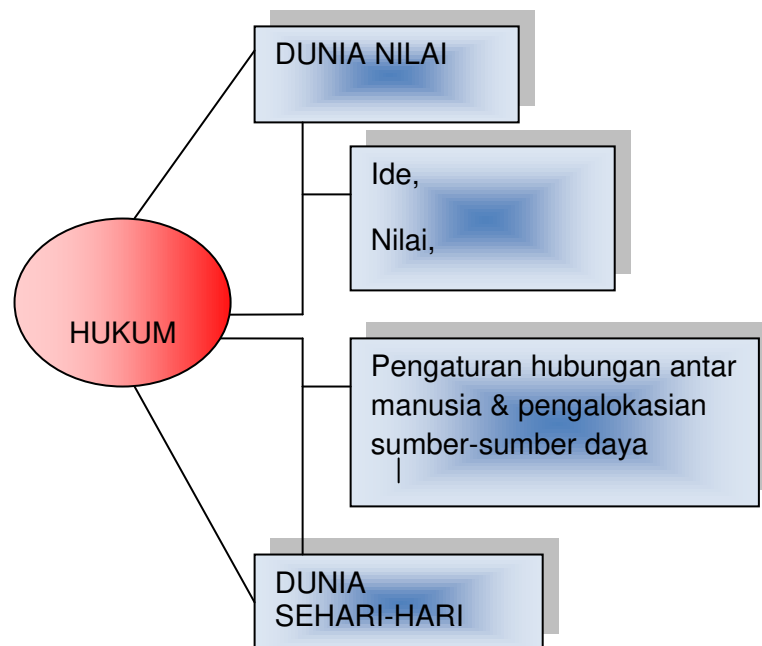 DUNIA NILAI
Ide,
Nilai,
HUKUM
Pengaturan hubungan antar
manusia & pengalokasian
sumber-sumber daya
DUNIA
SEHARI-HARI